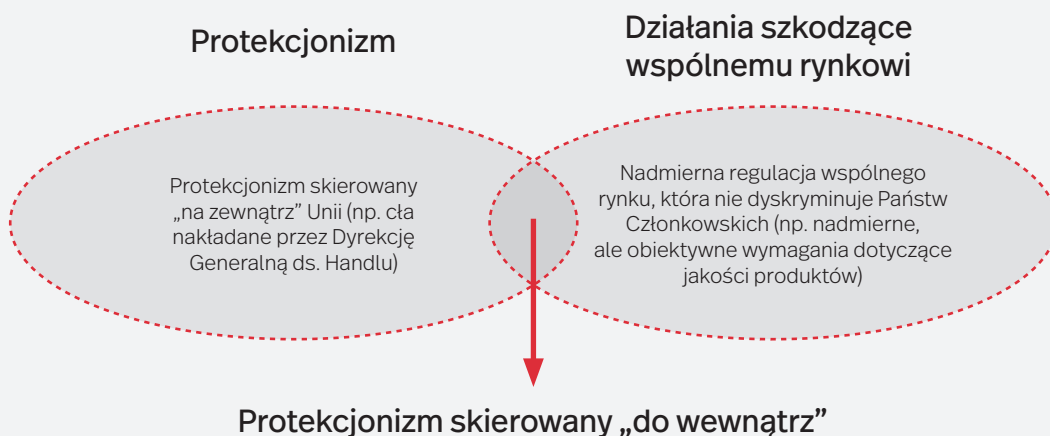 Protekcjonizm
Działania szkodzące
wspólnemu rynkowi
Protekcjonizm skierowany
„na zewnątrz” Unii (np. cła
nakładane przez Dyrekcję
Generalną ds. Handlu)
Nadmierna regulacja wspólnego
rynku, która nie dyskryminuje Państw
Członkowskich (np. nadmierne,
ale obiektywne wymagania dotyczące
jakości produktów)
Protekcjonizm skierowany „do wewnątrz”